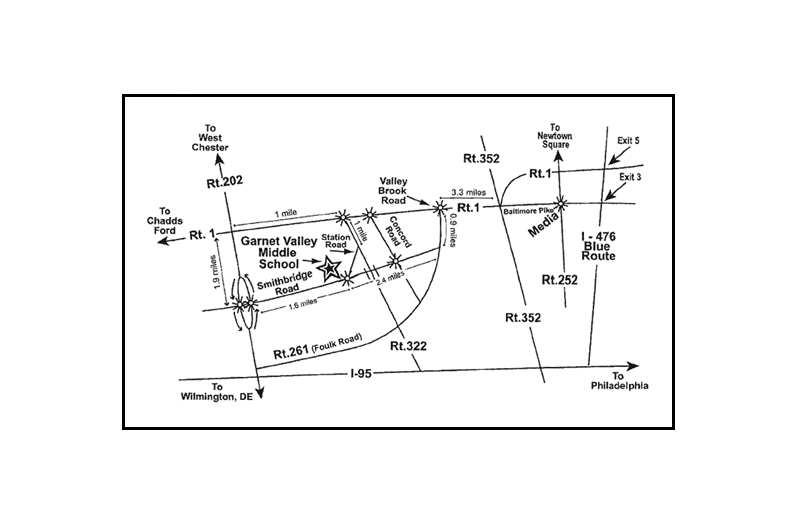 To
West
Chester
Rt.202
To
Chadds
Ford
Rt. 1
1 mile
1.9 miles
Garnet Valley
Middle
School
Station
Road
1 mile
Concord
Road
Valley
Brook
Road
3.3 miles
Rt.1
0.9 miles
Smithbridge
Road
1.6 miles
2.4 miles
Rt.261 (Foulk Road)
Rt.322
I-95
To
Wilmington, DE
Rt.352
Rt.1
Baltimore Pike
To
Newtown
Square
Media
Exit 5
Exit 3
I - 476
Blue
Route
Rt.252
Rt.352
To
Philadelphia